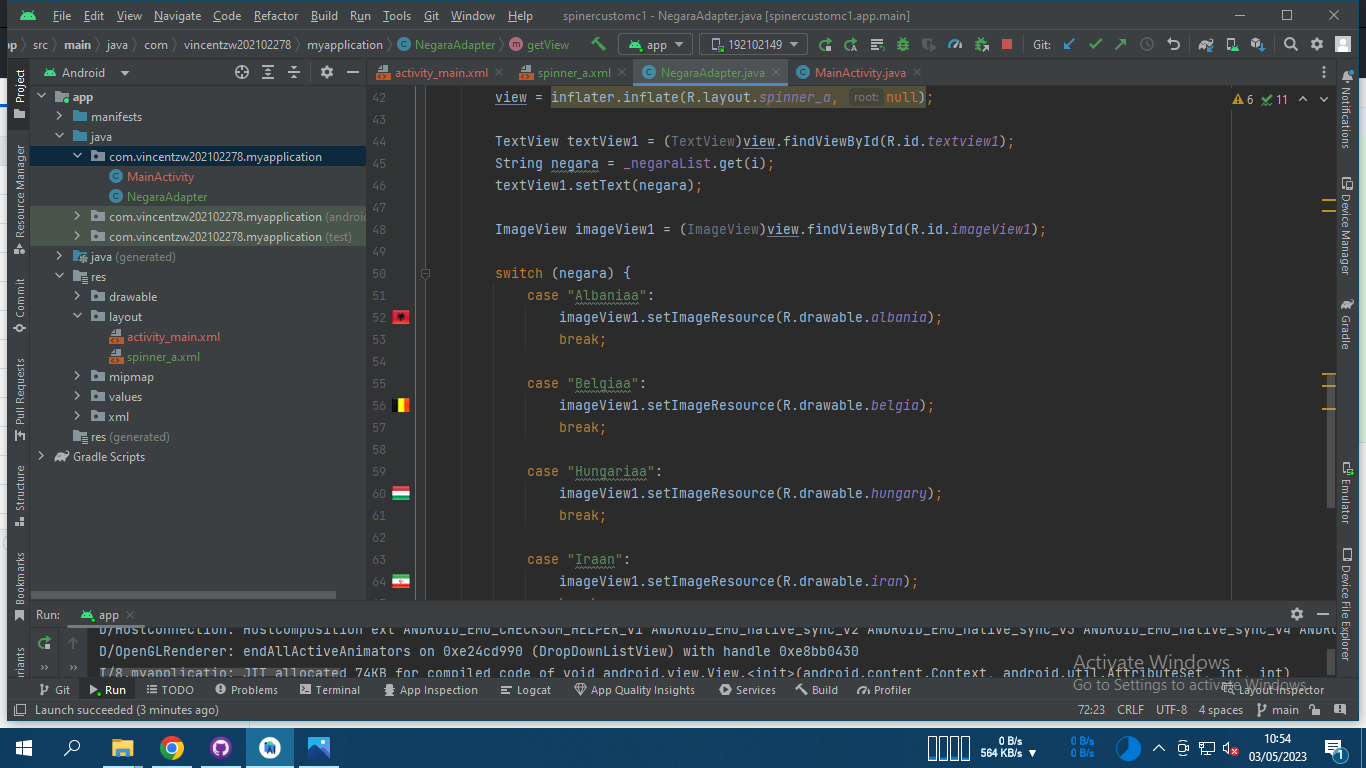 File Edit View Navigate Code Refactor Build Run Tools Git Window Help spinercustomc1 - NegaraAdapter.java [spinercustomc1.app.main]
src main java com vincentzw202102278 myapplication NegaraAdapter getView app 192102149 Git:
Project
Resource Manager
Commit
Pull Requests
Structure
Bookmarks
Android
app
manifests
java
com.vincentzw202102278.myapplication
MainActivity
NegaraAdapter
com.vincentzw202102278.myapplication (android
com.vincentzw202102278.myapplication (test)
java (generated)
res
drawable
layout
activity_main.xml
spinner_a.xml
mipmap
values
xml
res (generated)
Gradle Scripts
activity_main.xml spinner_a.xml NegaraAdapter.java MainActivity.java
6 11
42 view = inflater.inflate(R.layout.spinner_a, root: null);
43
44 TextView textView1 = (TextView)view.findViewById(R.id.textview1);
45 String negara = _negaraList.get(i);
46 textView1.setText(negara);
47
48 ImageView imageView1 = (ImageView)view.findViewById(R.id.imageView1);
49
50 switch (negara) {
51 case "Albaniaa":
52 imageView1.setImageResource(R.drawable.albania);
53 break;
54
55 case "Belgiaa":
56 imageView1.setImageResource(R.drawable.belgia);
57 break;
58
59 case "Hungariaa":
60 imageView1.setImageResource(R.drawable.hungary);
61 break;
62
63 case "Iraan":
64 imageView1.setImageResource(R.drawable.iran);
Notifications
Device Manager
Gradle
Emulator
Device File Explorer
Run: app
D/HostConnection: HostComposition ext ANDROID_EMU_CHECKSUM_HELPER_v1 ANDROID_EMU_native_sync_v2 ANDROID_EMU_native_sync_v3 ANDROID_EMU_native_sync_v4
D/OpenGLRenderer: endAllActiveAnimators on 0xe24cd990 (DropDownListView) with handle 0xe8bb0430
I/8.myapplicatio: JIT allocated 74KB for compiled code of void android.view.View.<init>(android.content.Context, android.util.AttributeSet, int, int)
Activate Windows
Go to Settings to activate Windows.
Git Run TODO Problems Terminal App Inspection Logcat App Quality Insights Services Build Profiler Layout Inspector
Launch succeeded (3 minutes ago) 72:23 CRLF UTF-8 4 spaces main
0 B/s
564 KB/s
0 B/s
0 B/s
10:54
03/05/2023
1